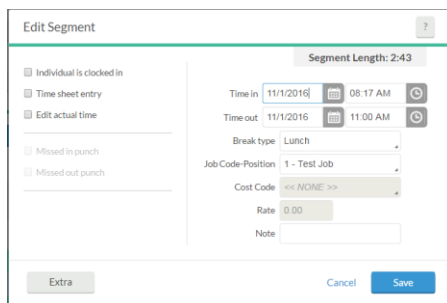 Edit Segment
?
Segment Length: 2:43
Individual is clocked in
Time sheet entry
Edit actual time
Missed in punch
Missed out punch
Time in 11/1/2016 08:17 AM
Time out 11/1/2016 11:00 AM
Break type Lunch
Job Code-Position 1 - Test Job
Cost Code << NONE >>
Rate 0.00
Note
Extra
Cancel
Save